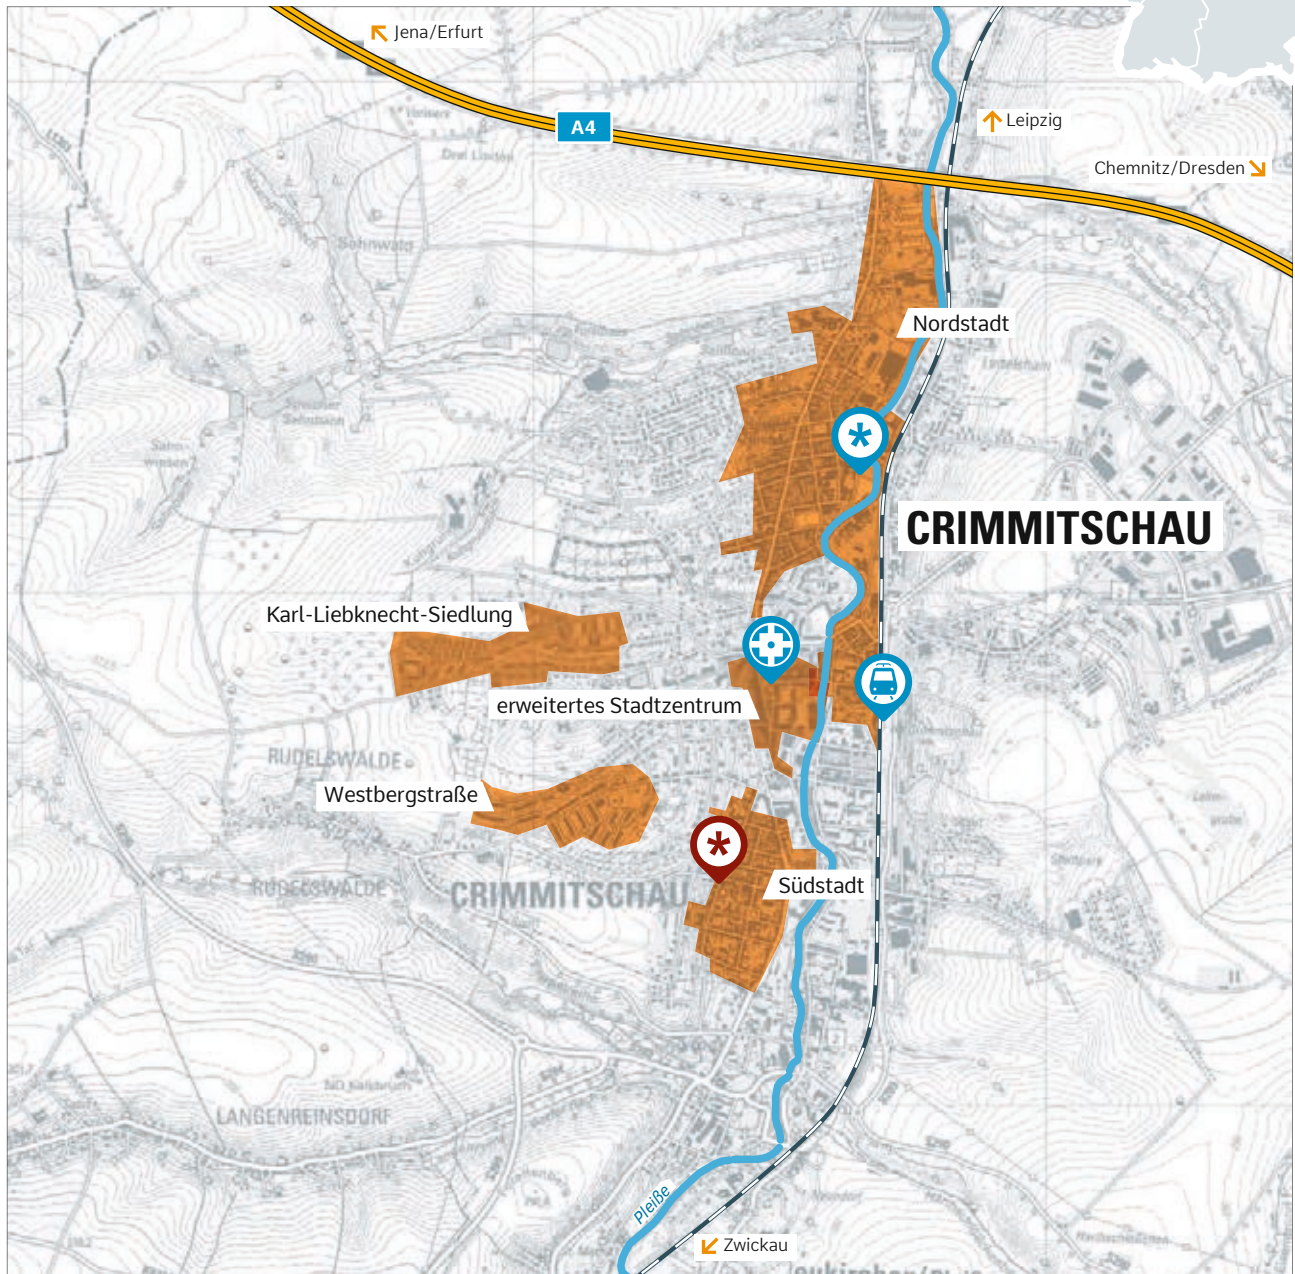 Jena/Erfurt
A4
Leipzig
Chemnitz/Dresden
Sahnwald
Nordstadt
CRIMMITSCHAU
Karl-Liebknecht-Siedlung
erweitertes Stadtzentrum
RUDELSWALDE
Westbergstraße
RUDELSWALDE
CRIMMITSCHAU
Südstadt
LANGENREINSDORF
Pleiße
Zwickau